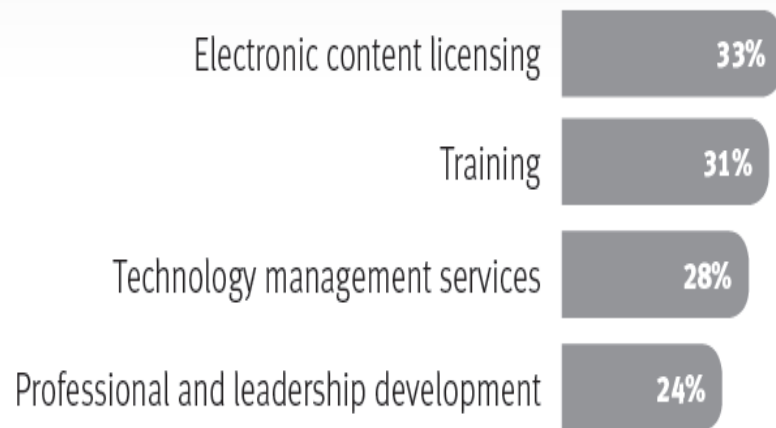 Electronic content licensing 33%
Training 31%
Technology management services 28%
Professional and leadership development 24%